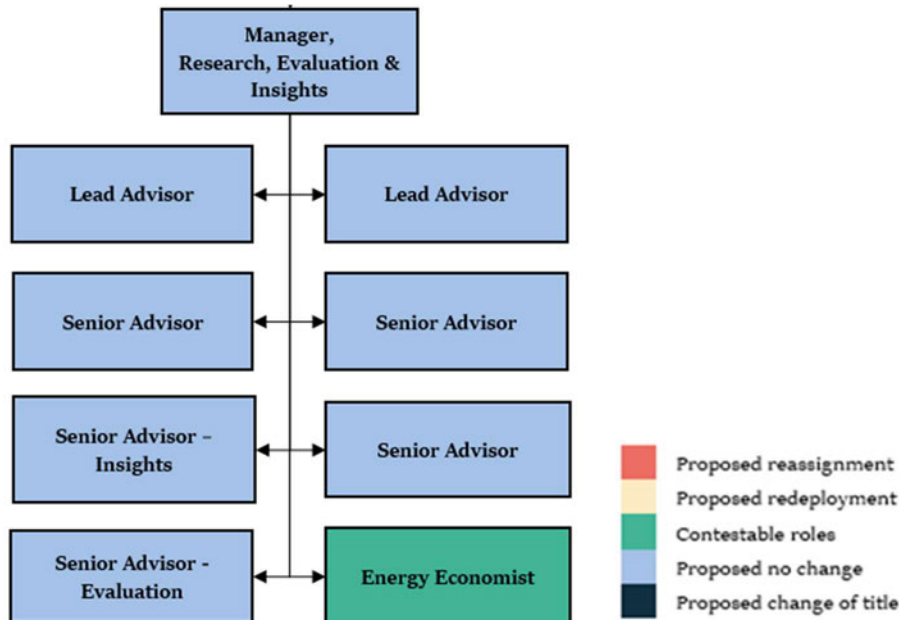 Manager,
Research, Evaluation &
Insights
Lead Advisor
Lead Advisor
Senior Advisor
Senior Advisor
Senior Advisor –
Insights
Senior Advisor
Senior Advisor -
Evaluation
Energy Economist
Proposed reassignment
Proposed redeployment
Contestable roles
Proposed no change
Proposed change of title